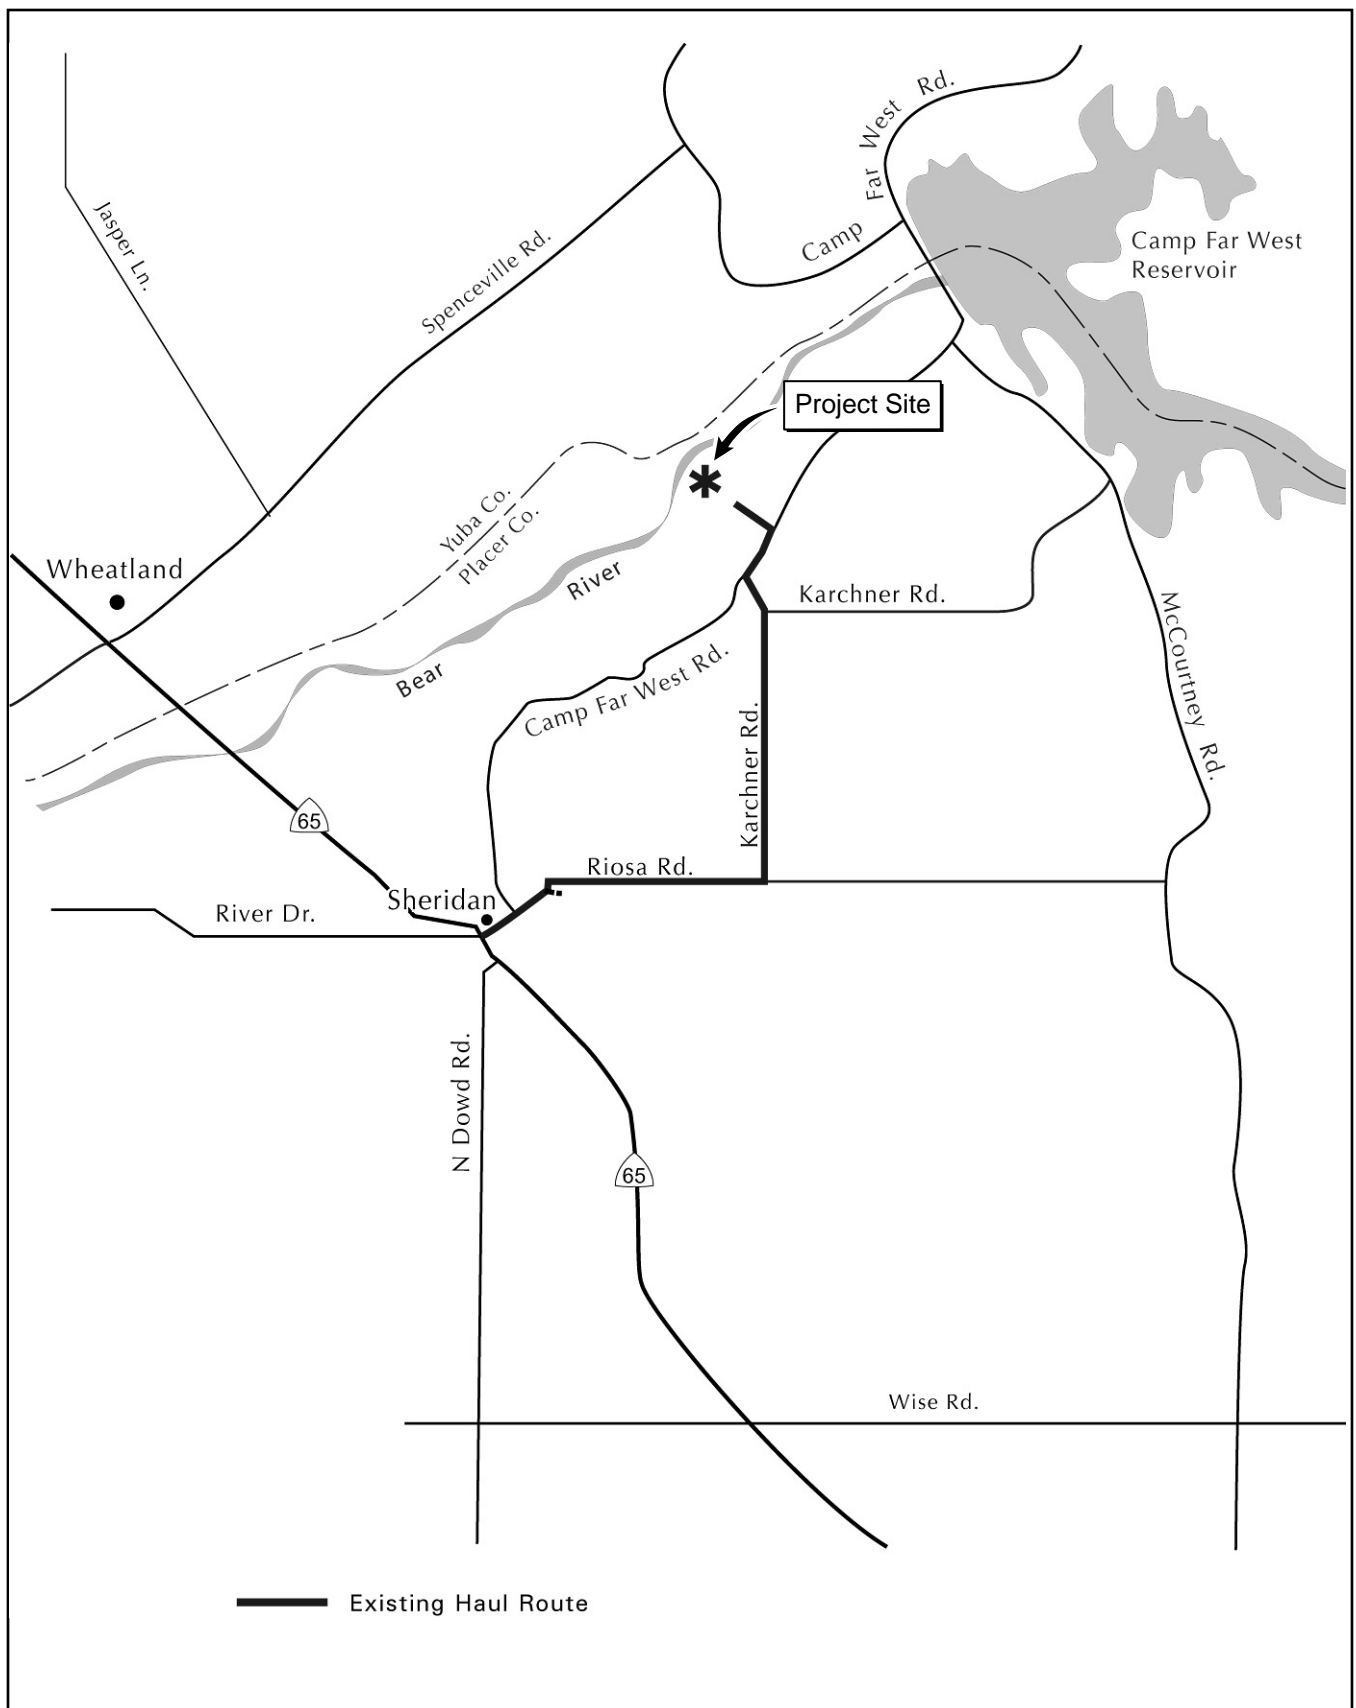 Far West Rd.
Jasper Ln.
Camp
Camp Far West
Reservoir
Spenceville Rd.
Project Site
Yuba Co.
Placer Co.
Wheatland
River
Karchner Rd.
McCourtney Rd.
Bear
Camp Far West Rd.
Karchner Rd.
65
Riosa Rd.
Sheridan
River Dr.
N Dowd Rd.
65
Wise Rd.
Existing Haul Route